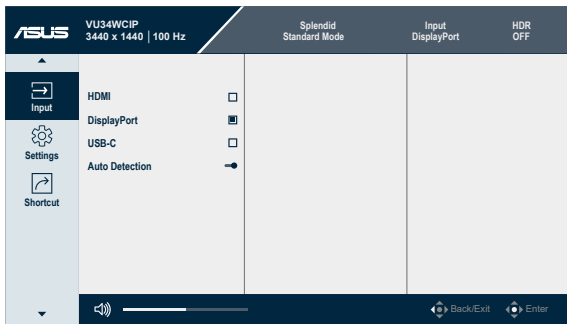 ASUS
VU34WCIP
3440 x 1440 | 100 Hz
Splendid
Standard Mode
Input
DisplayPort
HDR
OFF
Input
Settings
Shortcut
HDMI
DisplayPort
USB-C
Auto Detection
Back/Exit
Enter